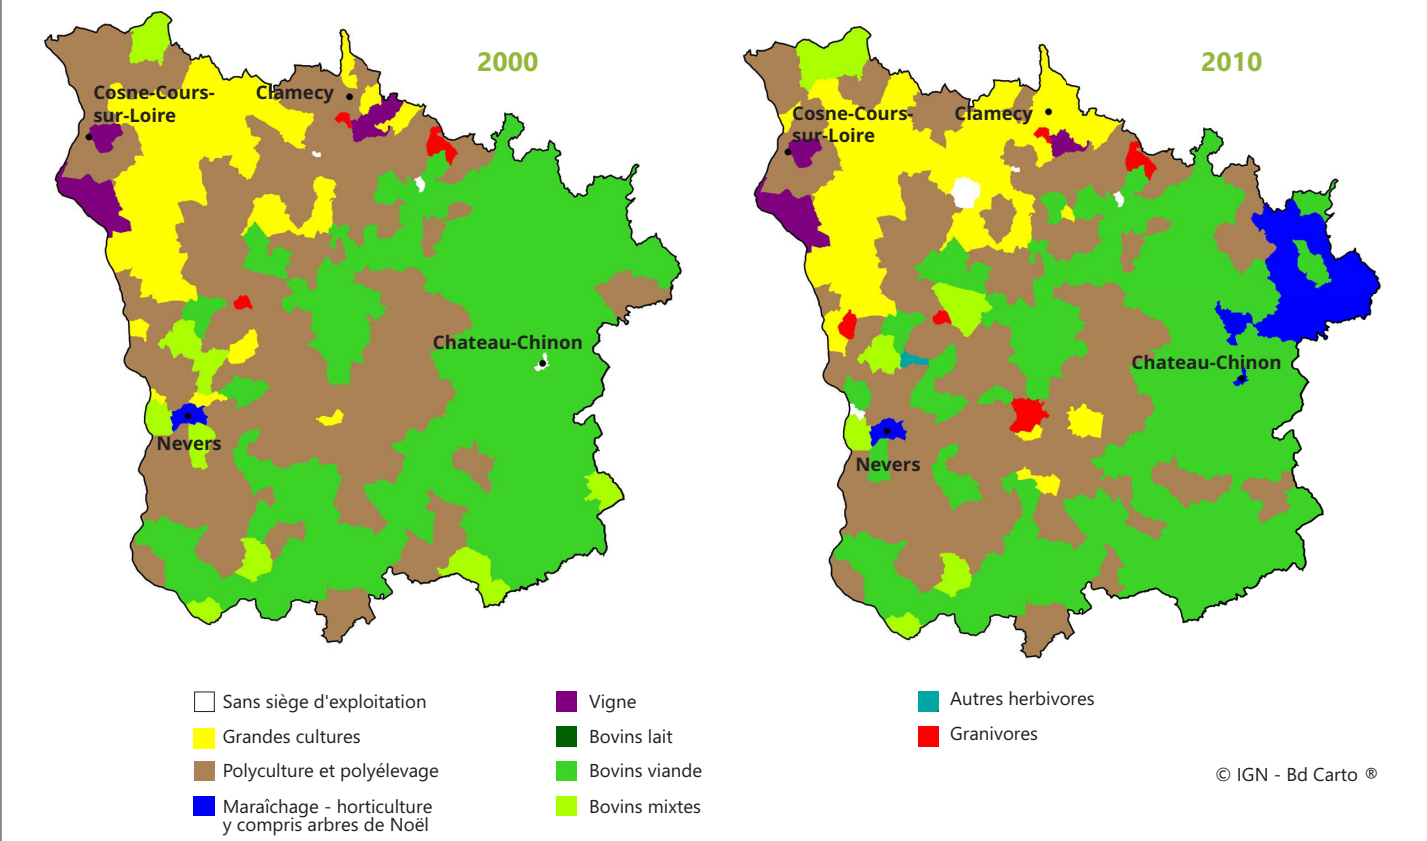 2000
2010
Cosne-Cours-
sur-Loire
Clamecy
Chateau-Chinon
Nevers
Cosne-Cours-
sur-Loire
Clamecy
Chateau-Chinon
Nevers
Sans siège d'exploitation
Grandes cultures
Polyculture et polyélevage
Maraîchage - horticulture
y compris arbres de Noël
Vigne
Bovins lait
Bovins viande
Bovins mixtes
Autres herbivores
Granivores
© IGN - Bd Carto ®